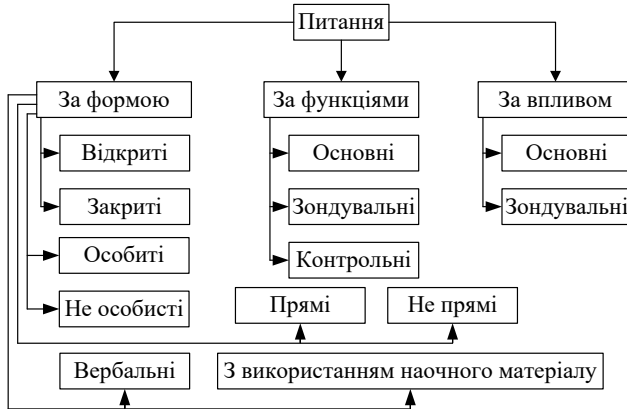 Питання
За формою
За функціями
За впливом
Відкриті
Основні
Основні
Закриті
Зондувальні
Зондувальні
Особиті
Контрольні
Не особисті
Прямі
Не прямі
Вербальні
З використанням наочного матеріалу